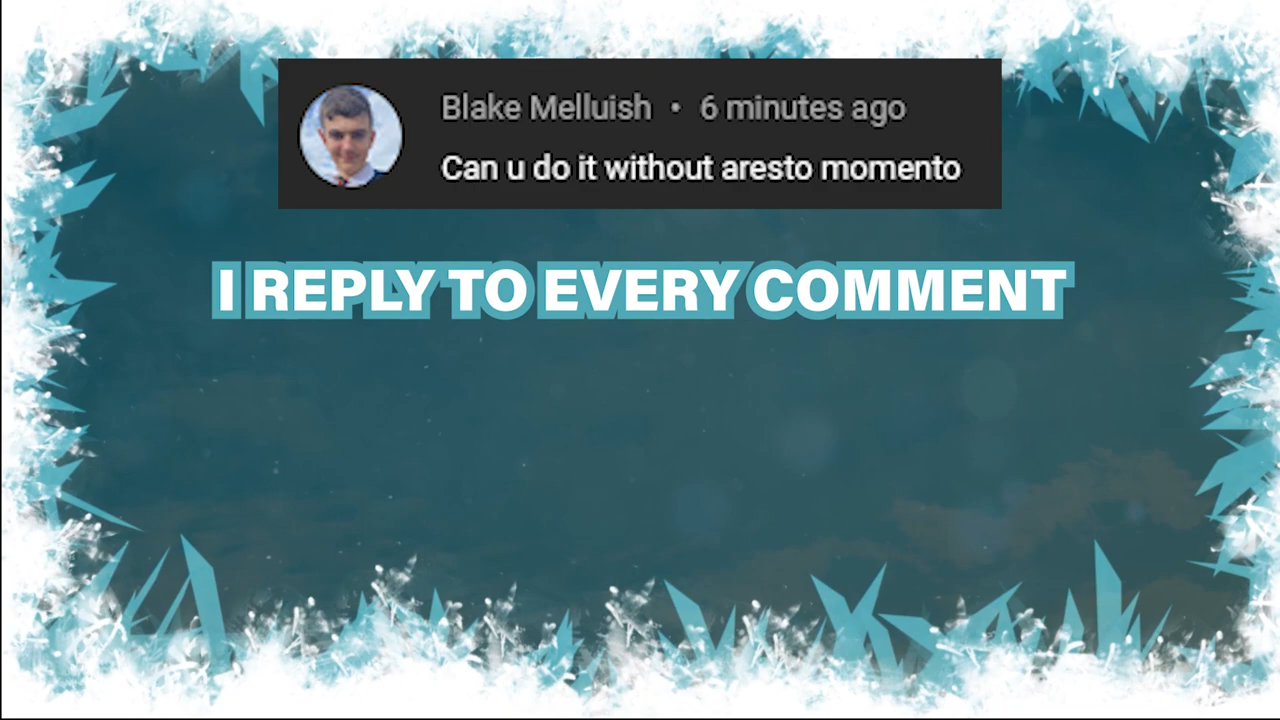 Blake Melluish • 6 minutes ago
Can u do it without aresto momento
I REPLY TO EVERY COMMENT